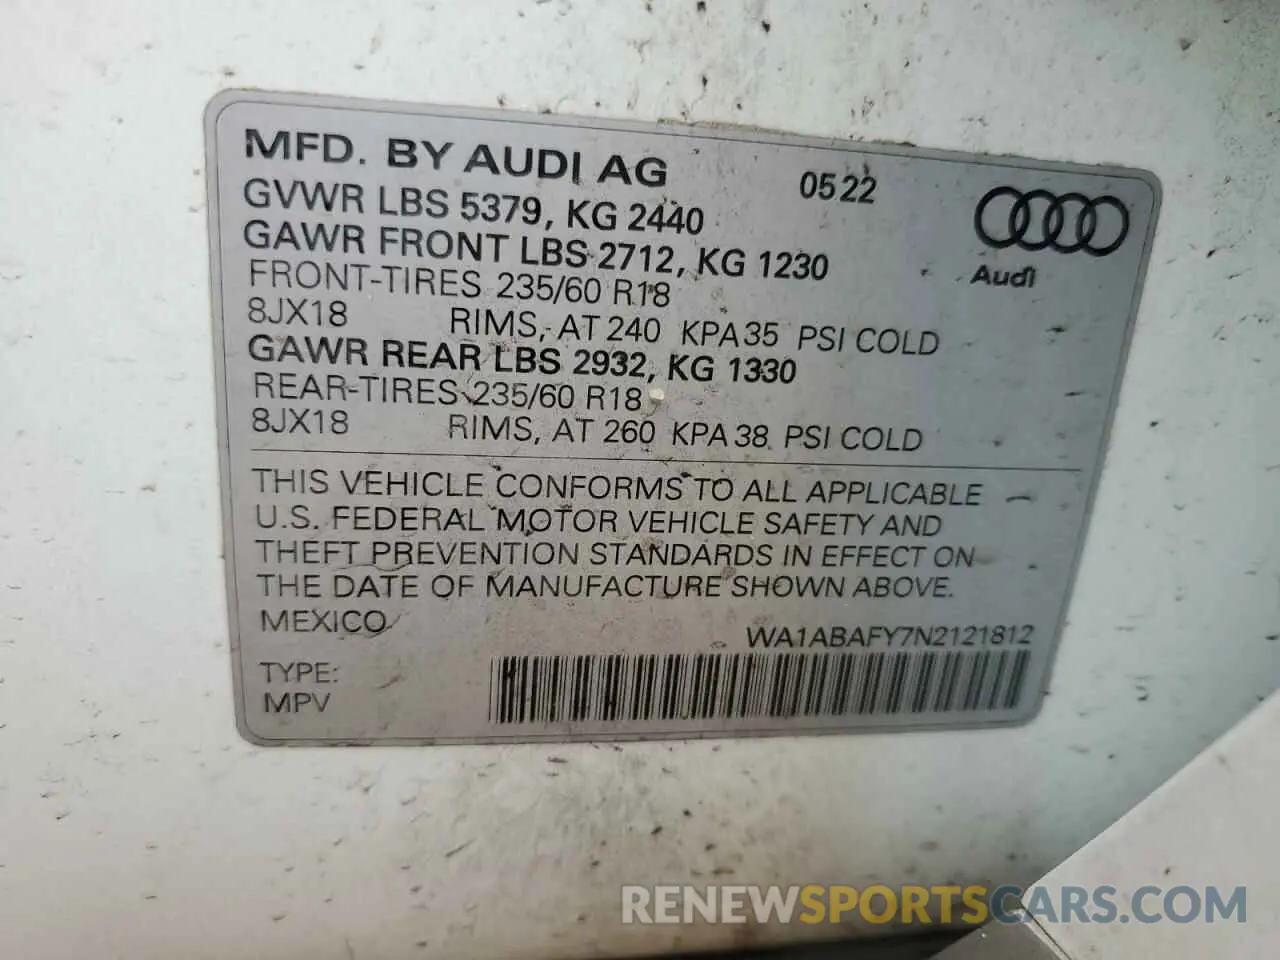 MFD. BY AUDI AG 0522
GVWR LBS 5379, KG 2440
GAWR FRONT LBS 2712, KG 1230
Audi
FRONT-TIRES 235/60 R18
8JX18 RIMS, AT 240 KPA 35 PSI COLD
GAWR REAR LBS 2932, KG 1330
REAR-TIRES 235/60 R18
8JX18 RIMS, AT 260 KPA 38 PSI COLD
THIS VEHICLE CONFORMS TO ALL APPLICABLE
U.S. FEDERAL MOTOR VEHICLE SAFETY AND
THEFT PREVENTION STANDARDS IN EFFECT ON
THE DATE OF MANUFACTURE SHOWN ABOVE.
MEXICO WA1ABAFY7N2121812
TYPE:
MPV
RENEWSPORTSCARS.COM